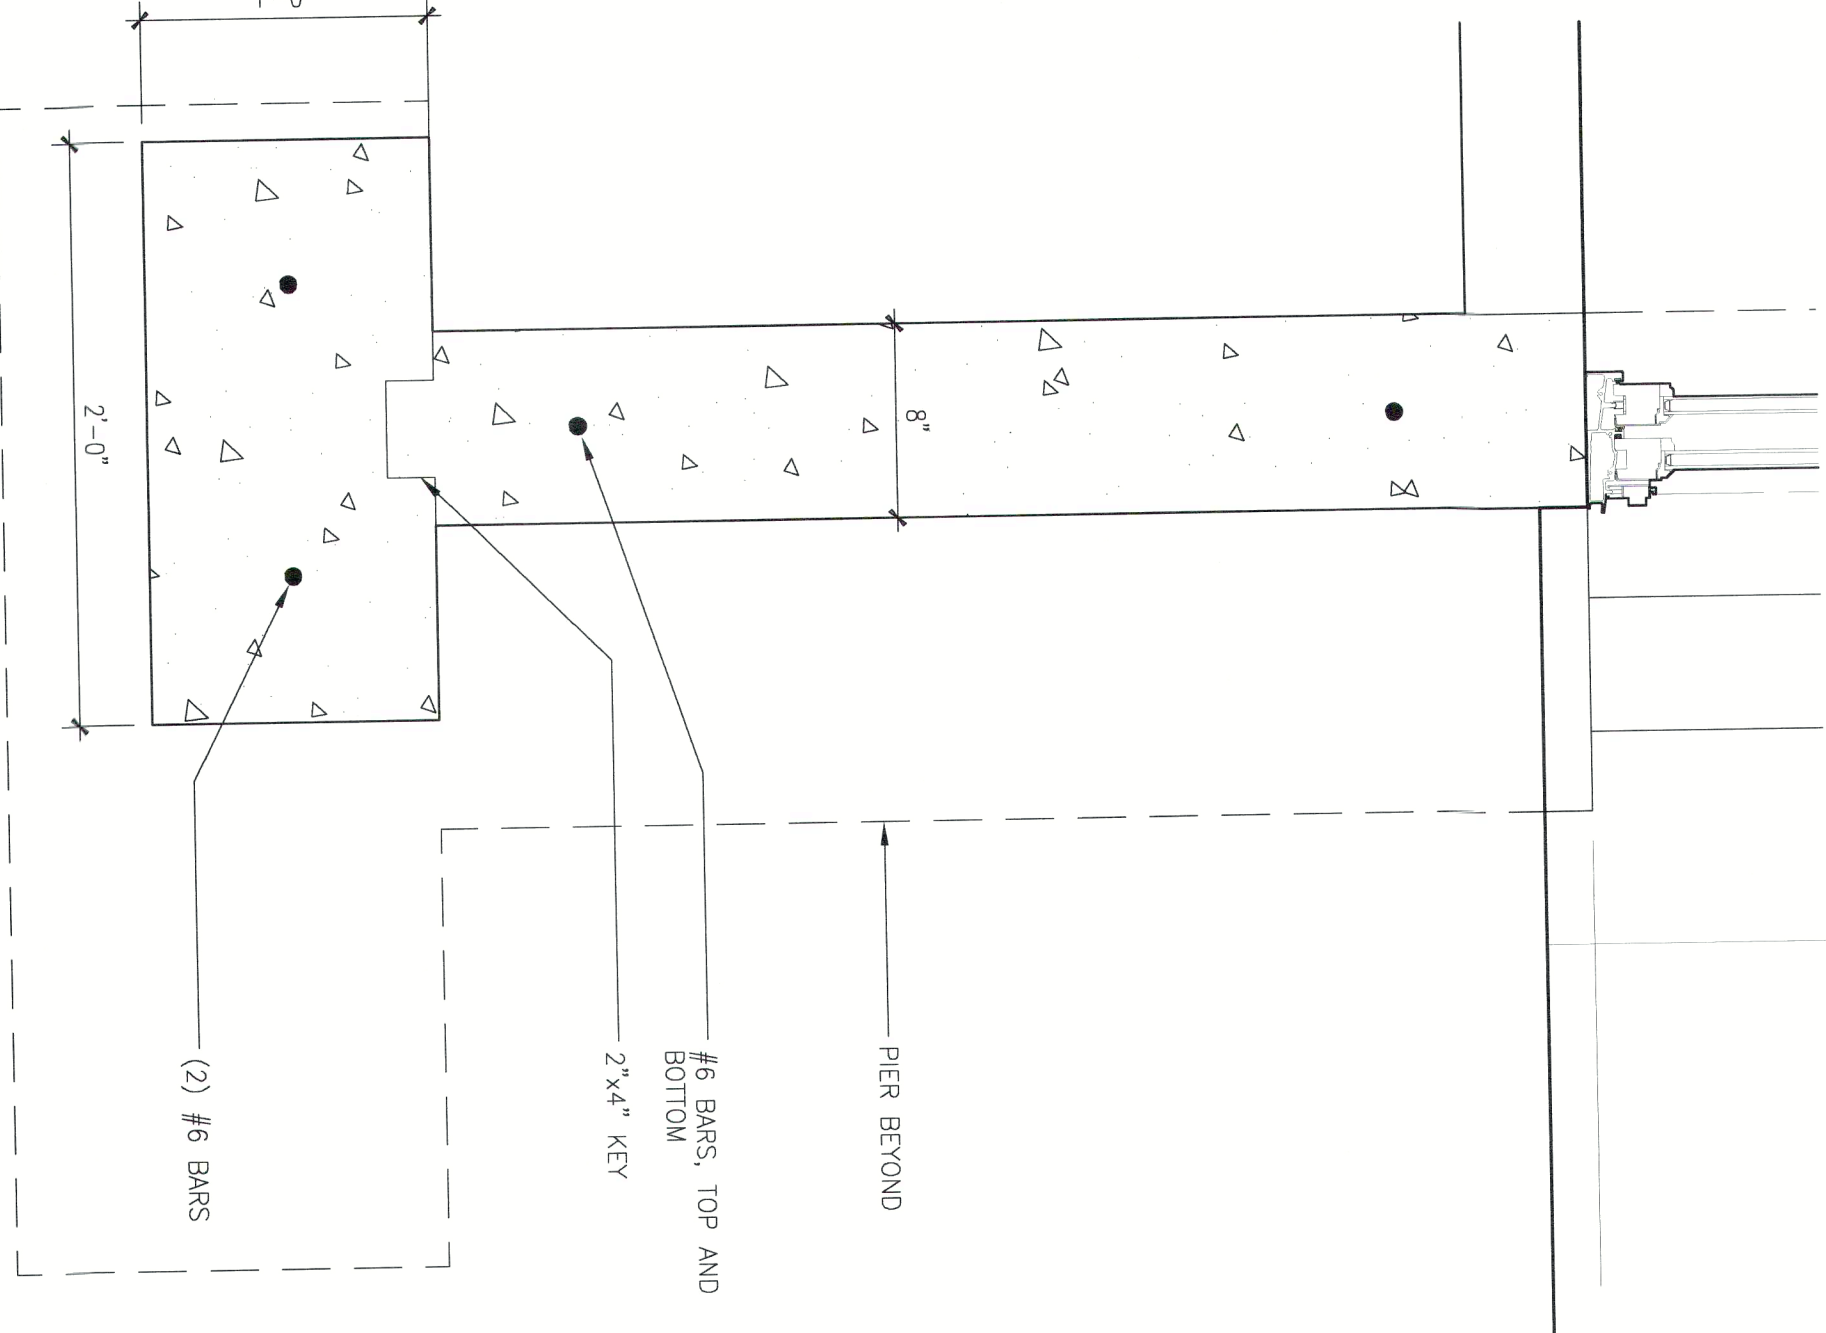 8"
2'-0"
PIER BEYOND
#6 BARS, TOP AND
BOTTOM
2"x4" KEY
(2) #6 BARS